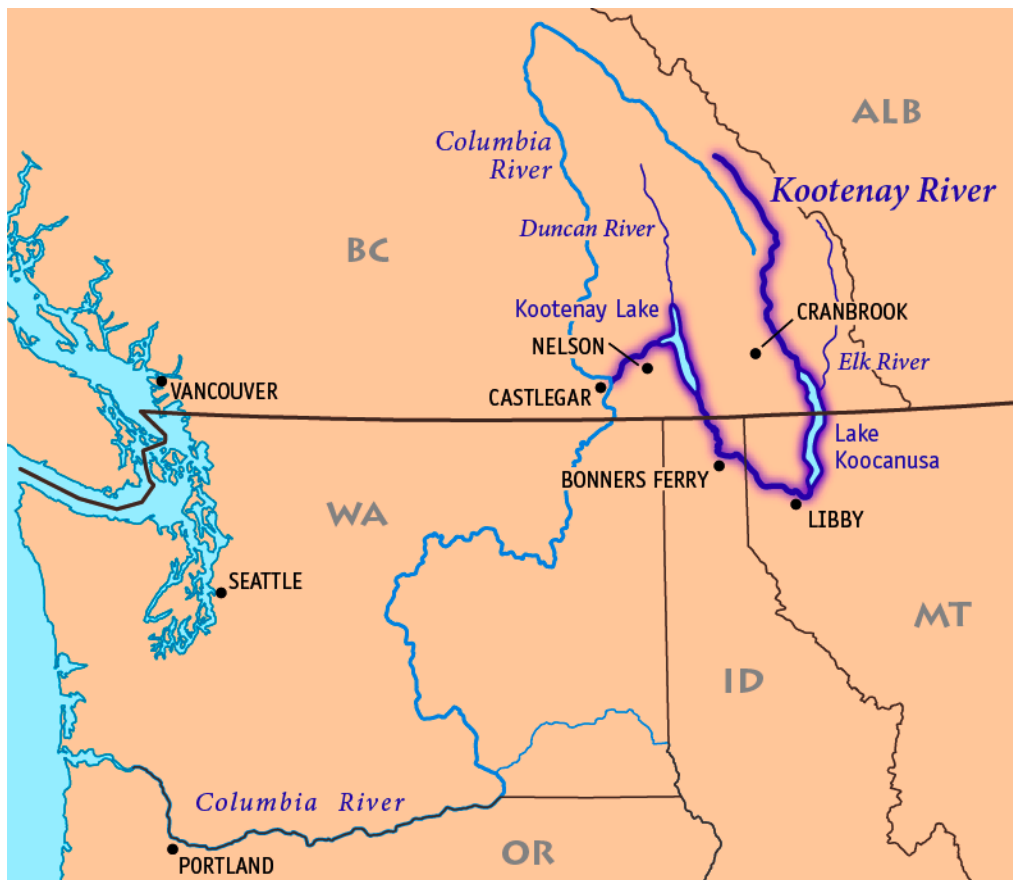 ALB
Columbia
River
Kootenay River
Duncan River
BC
Kootenay Lake
CRANBROOK
NELSON
Elk River
VANCOUVER
CASTLEGAR
Lake
Koocanusa
BONNERS FERRY
WA
LIBBY
SEATTLE
MT
ID
Columbia River
OR
PORTLAND